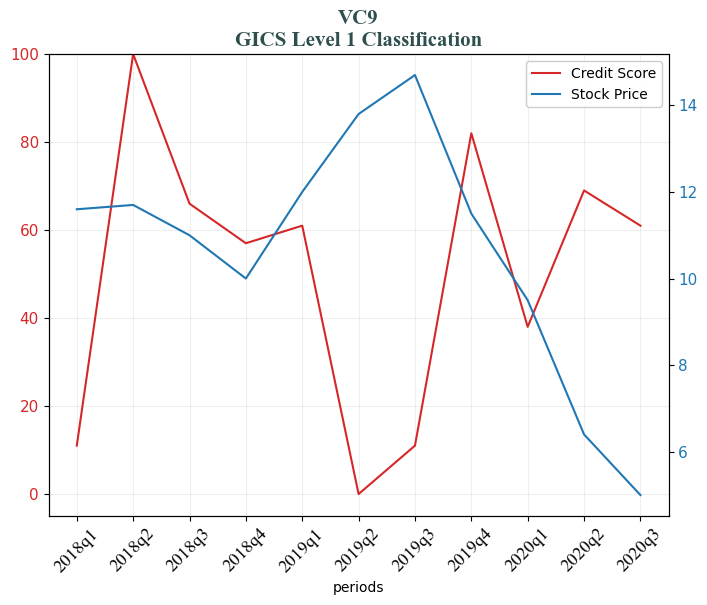 VC9
GICS Level 1 Classification
100
80
60
40
20
0
Credit Score
Stock Price
14
12
10
8
6
2018q1
2018q2
2018q3
2018q4
2019q1
2019q2
2019q3
2019q4
2020q1
2020q2
2020q3
periods